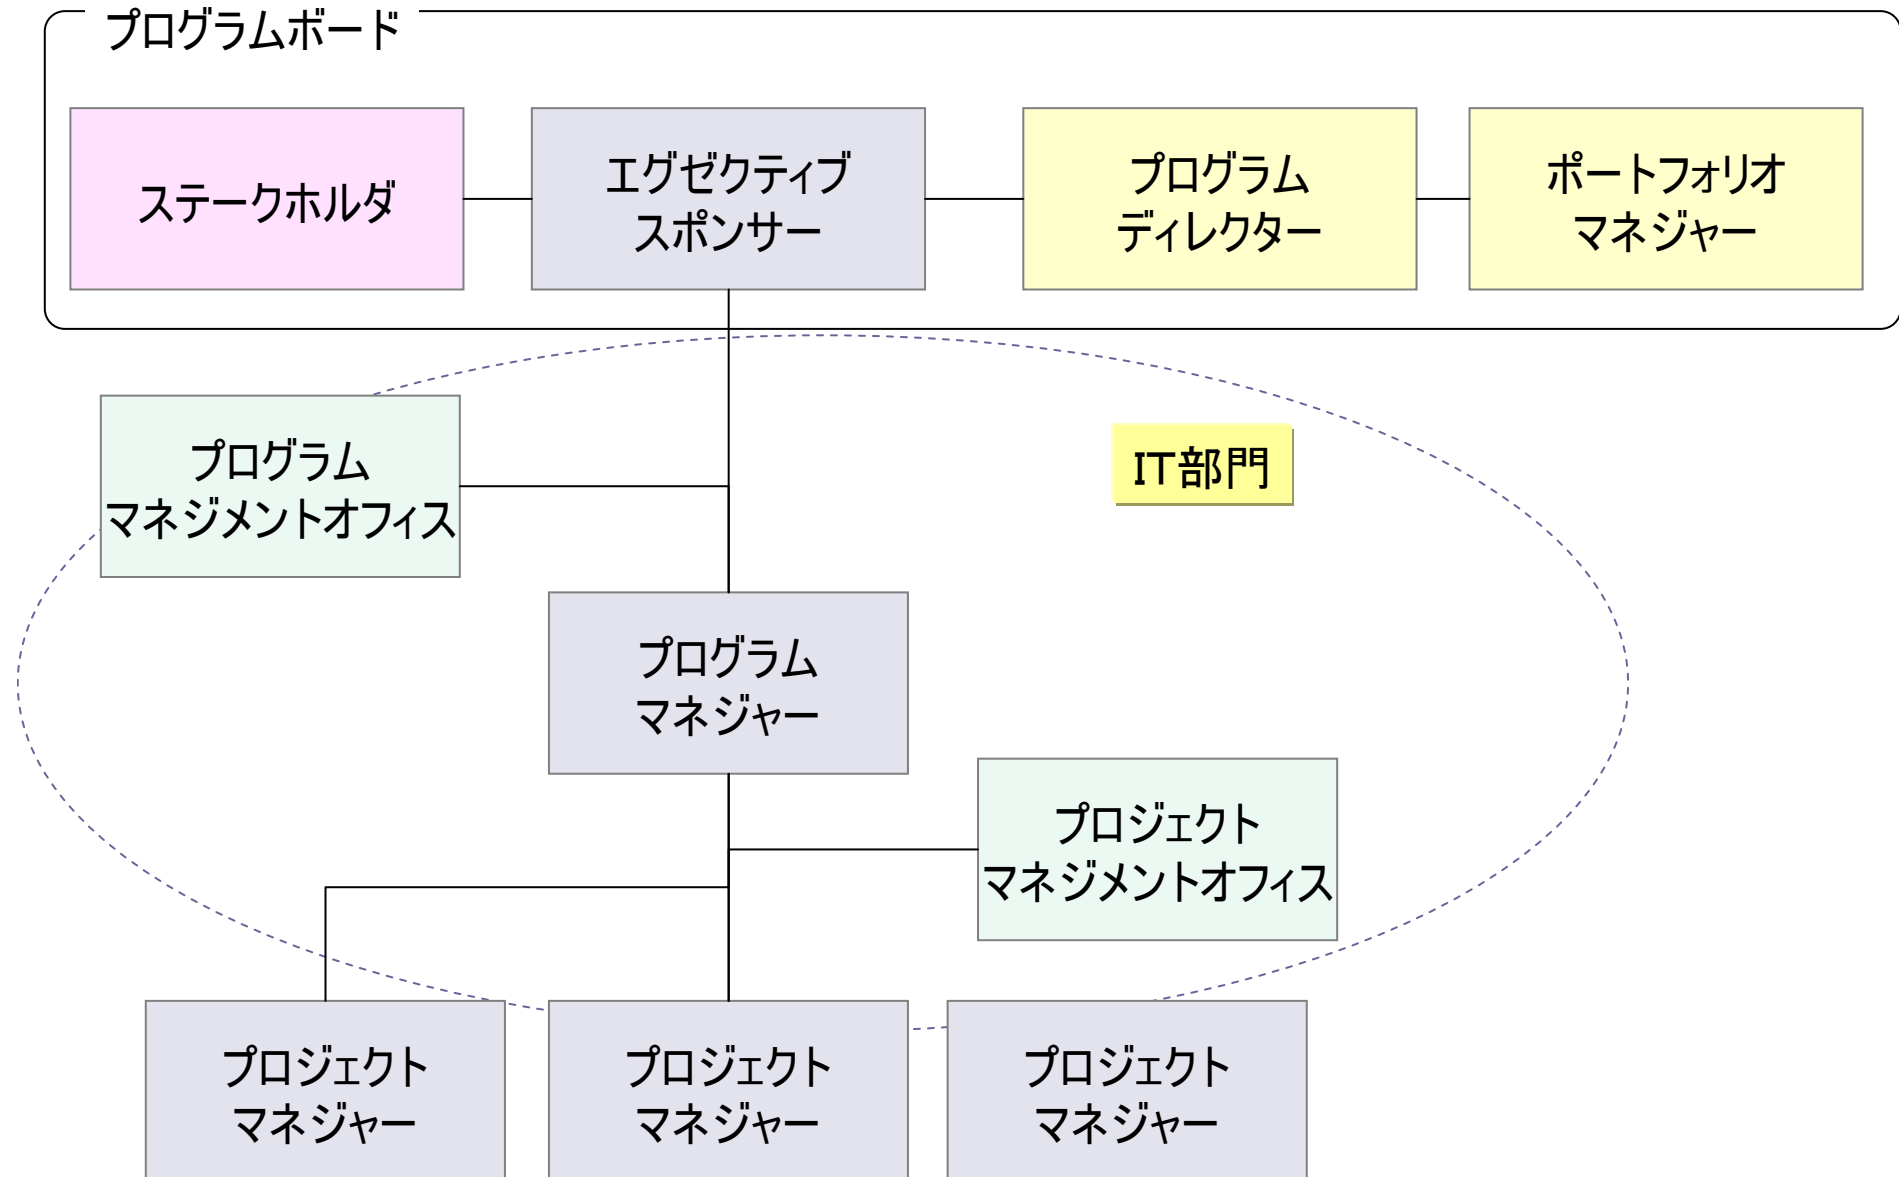 プログラムボード
ステークホルダ
エグゼクティブ
スポンサー
プログラム
ディレクター
ポートフォリオ
マネジャー
プログラム
マネジメントオフィス
IT部門
プログラム
マネジャー
プロジェクト
マネジメントオフィス
プロジェクト
マネジャー
プロジェクト
マネジャー
プロジェクト
マネジャー